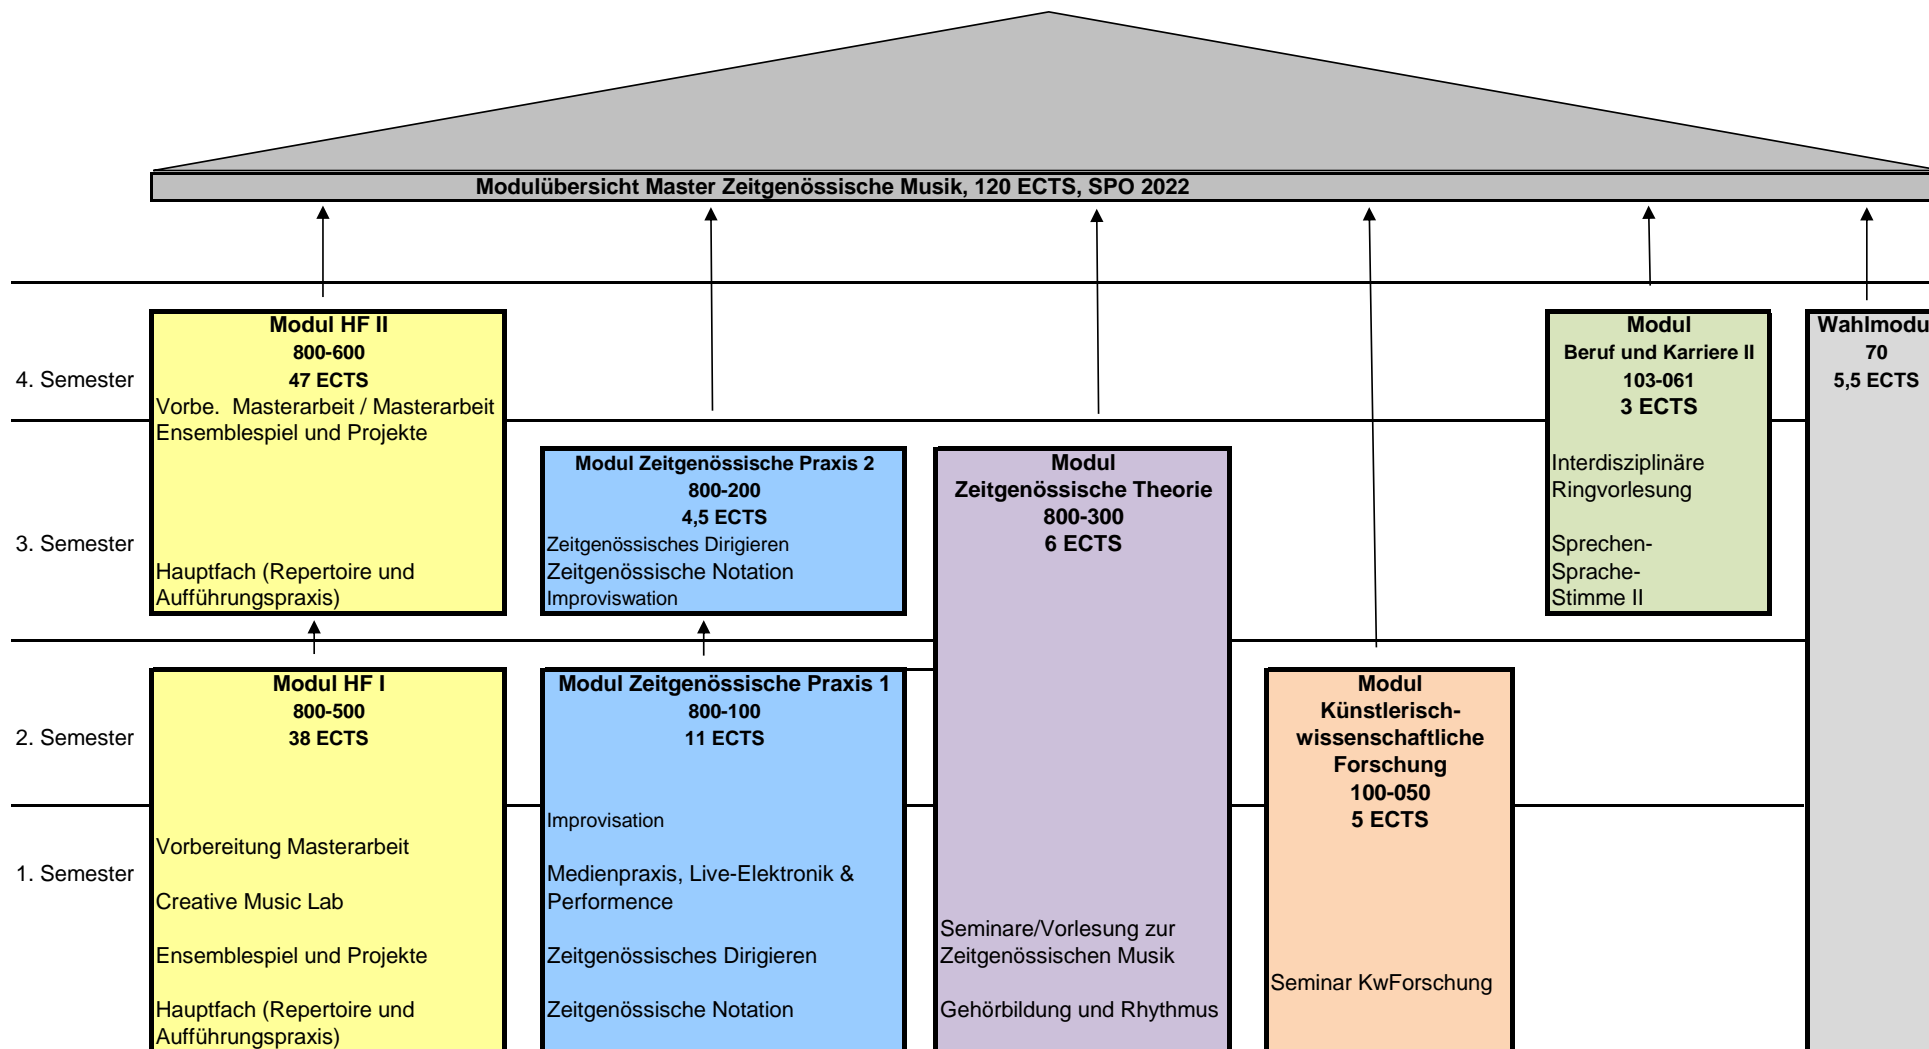 Modulübersicht Master Zeitgenössische Musik, 120 ECTS, SPO 2022
4. Semester
3. Semester
2. Semester
1. Semester
Modul HF II
800-600
47 ECTS
Vorbe.  Masterarbeit / Masterarbeit
Ensemblespiel und Projekte
Hauptfach (Repertoire und
Aufführungspraxis)
Modul HF I
800-500
38 ECTS
Vorbereitung Masterarbeit
Creative Music Lab
Ensemblespiel und Projekte
Hauptfach (Repertoire und
Aufführungspraxis)
Modul Zeitgenössische Praxis 2
800-200
4,5 ECTS
Zeitgenössisches Dirigieren
Zeitgenössische Notation
Improviswation
Modul Zeitgenössische Praxis 1
800-100
11 ECTS
Improvisation
Medienpraxis, Live-Elektronik &
Performence
Zeitgenössisches Dirigieren
Zeitgenössische Notation
Modul
Zeitgenössische Theorie
800-300
6 ECTS
Seminare/Vorlesung zur
Zeitgenössischen Musik
Gehörbildung und Rhythmus
Modul
Künstlerisch-
wissenschaftliche
Forschung
100-050
5 ECTS
Seminar KwForschung
Modul
Beruf und Karriere II
103-061
3 ECTS
Interdisziplinäre
Ringvorlesung
Sprechen-
Sprache-
Stimme II
Wahlmodu
70
5,5 ECTS